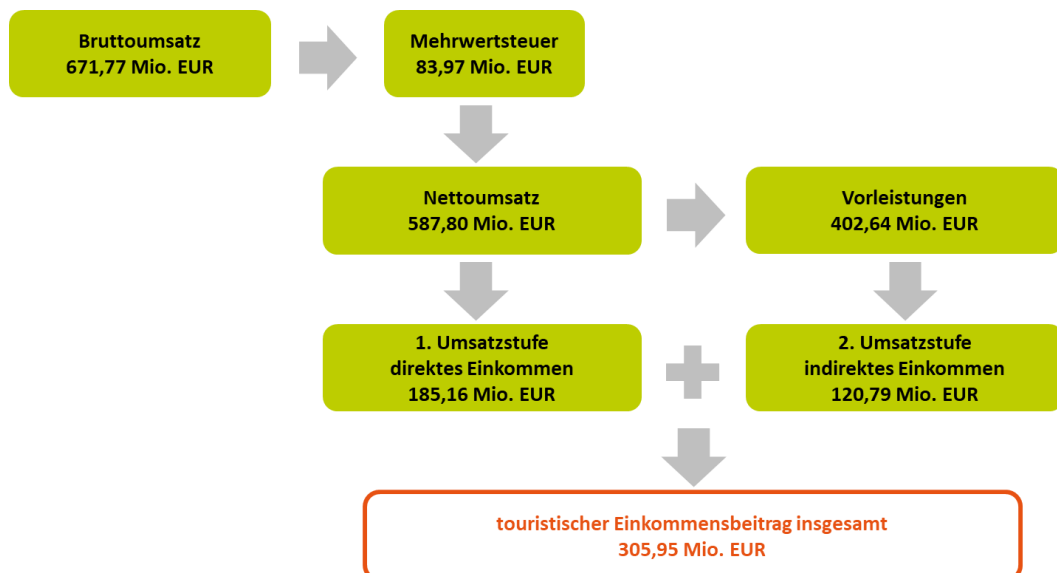 Bruttoumsatz
671,77 Mio. EUR
Mehrwertsteuer
83,97 Mio. EUR
Nettoumsatz
587,80 Mio. EUR
Vorleistungen
402,64 Mio. EUR
1. Umsatzstufe
direktes Einkommen
185,16 Mio. EUR
2. Umsatzstufe
indirektes Einkommen
120,79 Mio. EUR
touristischer Einkommensbeitrag insgesamt
305,95 Mio. EUR